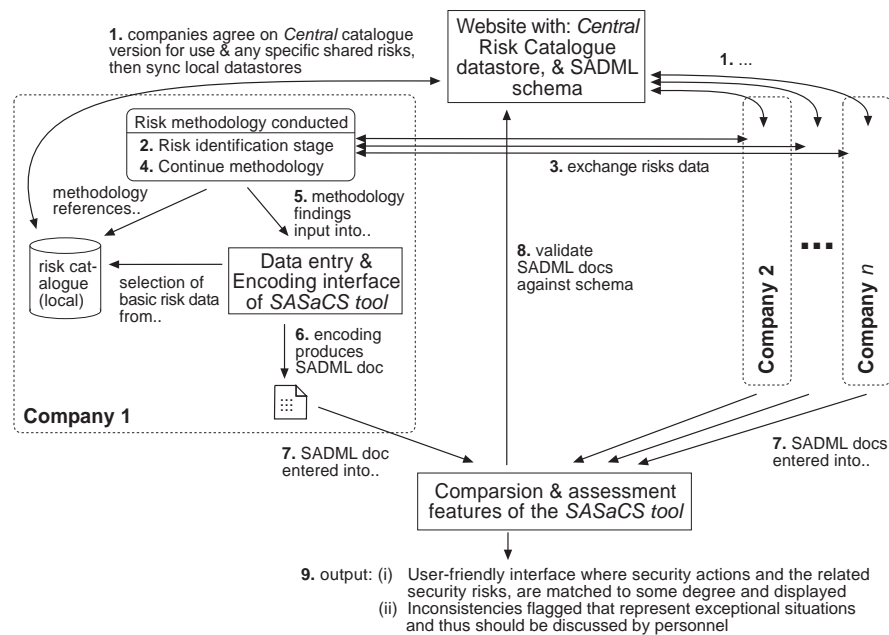 1. companies agree on Central catalogue
version for use & any specific shared risks,
then sync local datastores
Website with: Central
Risk Catalogue
datastore, & SADML
schema
1. ...
Risk methodology conducted
2. Risk identification stage
4. Continue methodology
3. exchange risks data
methodology
references..
5. methodology
findings
input into..
risk cat-
alogue
(local)
selection of
basic risk data
from..
Data entry &
Encoding interface
of SASaCS tool
8. validate
SADML docs
against schema
6. encoding
produces
SADML doc
Company 1
Company 2
...
Company n
7. SADML doc
entered into..
7. SADML docs
entered into..
Comparsion & assessment
features of the SASaCS tool
9. output: (i) User-friendly interface where security actions and the related
security risks, are matched to some degree and displayed
(ii) Inconsistencies flagged that represent exceptional situations
and thus should be discussed by personnel